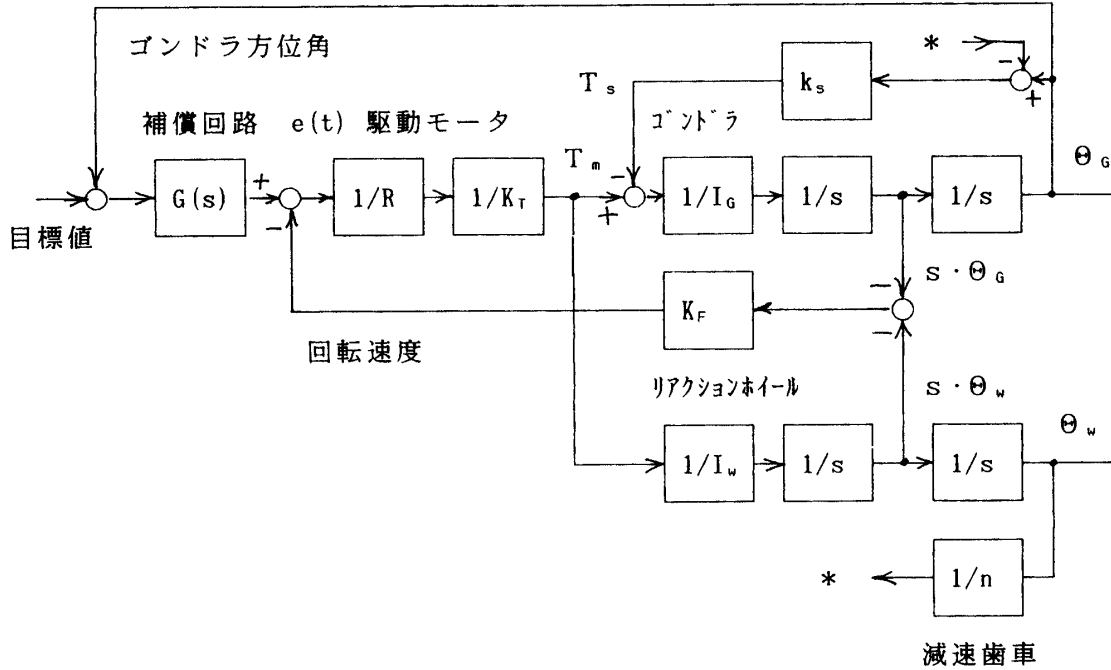 ゴンドラ方位角
*
−
+
T s
k s
ゴンドラ
補償回路 e(t) 駆動モータ
T m
Θ G
G(s)
+
−
1/R
1/K T
−
+
1/I G
1/s
1/s
目標値
s・Θ G
−
−
K F
回転速度
リアクションホイール
s・Θ w
Θ w
1/I w
1/s
1/s
*
1/n
減速歯車